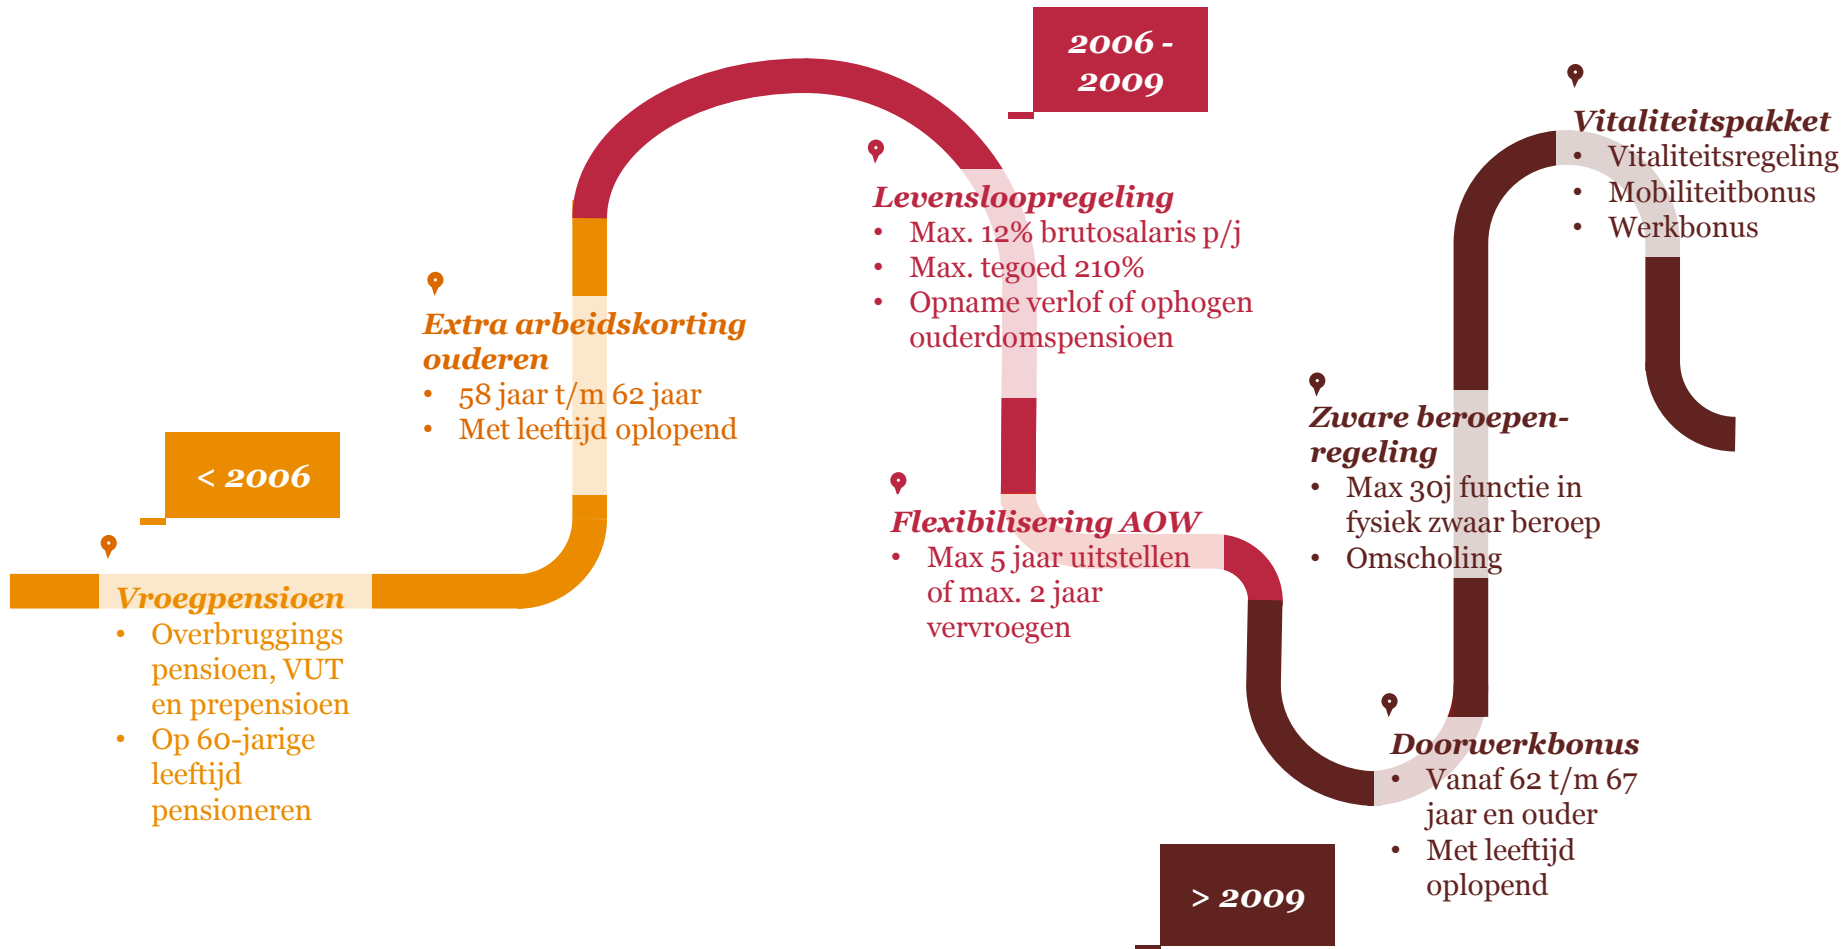 < 2006
Vroegpensioen
• Overbruggings
pensioen, VUT
en prepensioen
• Op 60-jarige
leeftijd
pensioneren
Extra arbeidskorting
ouderen
• 58 jaar t/m 62 jaar
• Met leeftijd oplopend
2006 -
2009
Levensloopregeling
• Max. 12% brutosalaris p/j
• Max. tegoed 210%
• Opname verlof of ophogen
ouderdomspensioen
Flexibilisering AOW
• Max 5 jaar uitstellen
of max. 2 jaar
vervroegen
> 2009
Doorwerkbonus
• Vanaf 62 t/m 67
jaar en ouder
• Met leeftijd
oplopend
Zware beroepen-
regeling
• Max 30j functie in
fysiek zwaar beroep
• Omscholing
Vitaliteitspakket
• Vitaliteitsregeling
• Mobiliteitbonus
• Werkbonus